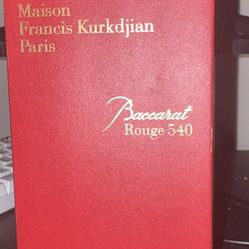 Maison
Francis Kurkdjian
Paris
Baccarat
Rouge 540